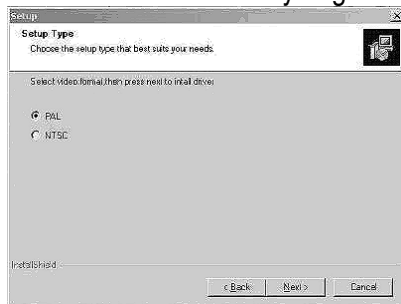 Setup
Setup Type
Choose the setup type that best suits your needs.
Select video format,then press next to intall driver
PAL
NTSC
InstallShield
< Back
Next >
Cancel